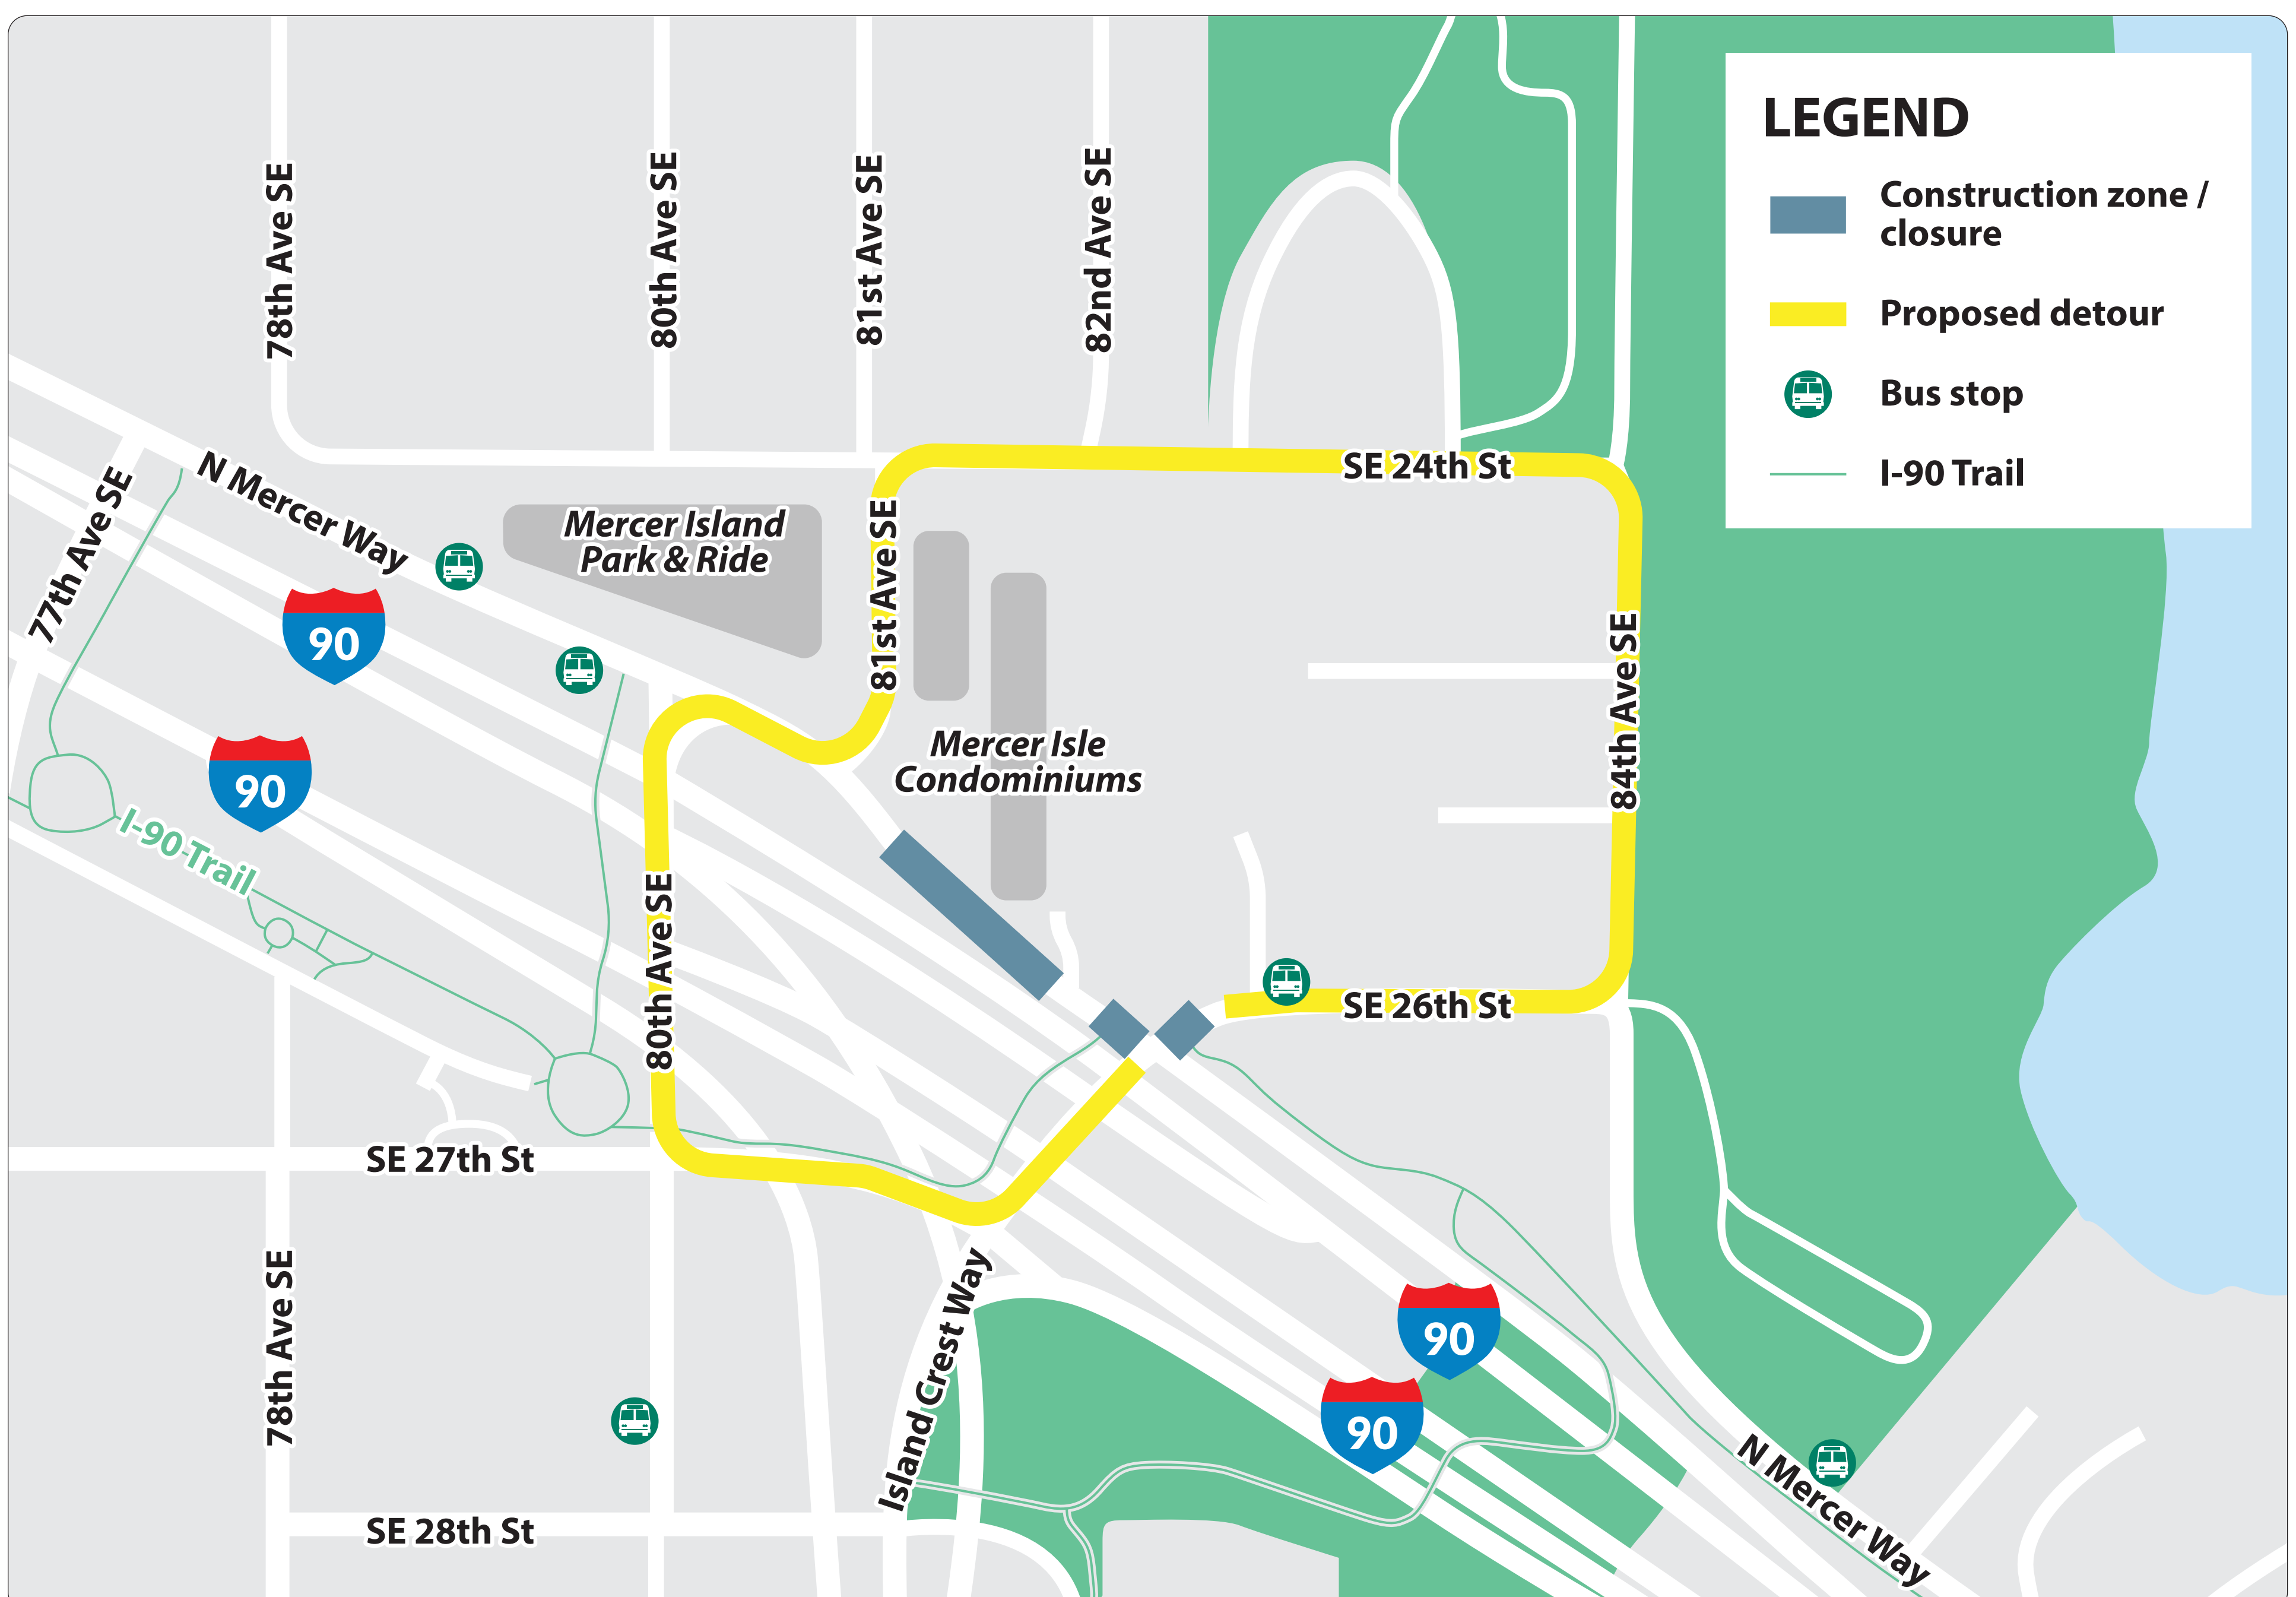 78th Ave SE
80th Ave SE
81st Ave SE
82nd Ave SE
LEGEND
Construction zone /
closure
Proposed detour
Bus stop
I-90 Trail
N Mercer Way
77th Ave SE
SE 24th St
Mercer Island
Park & Ride
81st Ave SE
90
90
84th Ave SE
Mercer Isle
Condominiums
I-90 Trail
80th Ave SE
SE 26th St
SE 27th St
78th Ave SE
Island Crest Way
90
90
N Mercer Way
SE 28th St